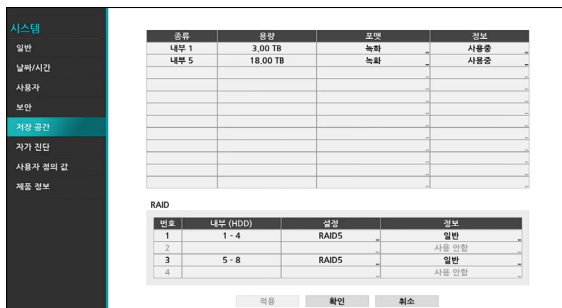 시스템
일반
날짜/시간
사용자
보안
저장 공간
자가 진단
사용자 정의 값
제품 정보
종류 용량 포맷 정보
내부 1 3,00 TB 녹화 사용중
내부 5 18,00 TB 녹화 사용중
RAID
번호 내부 (HDD) 설정 정보
1 1 - 4 RAID5 일반
2 사용 안함
3 5 - 8 RAID5 일반
4 사용 안함
적용 확인 취소